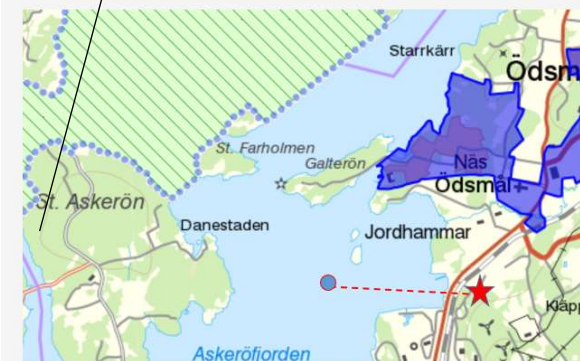 Starrkärr
Ödsm
St. Farholmen
Galterön
Näs
Ödsmål
St. Askerön
Danestaden
Jordhammar
Kläpp
Askeröfjorden